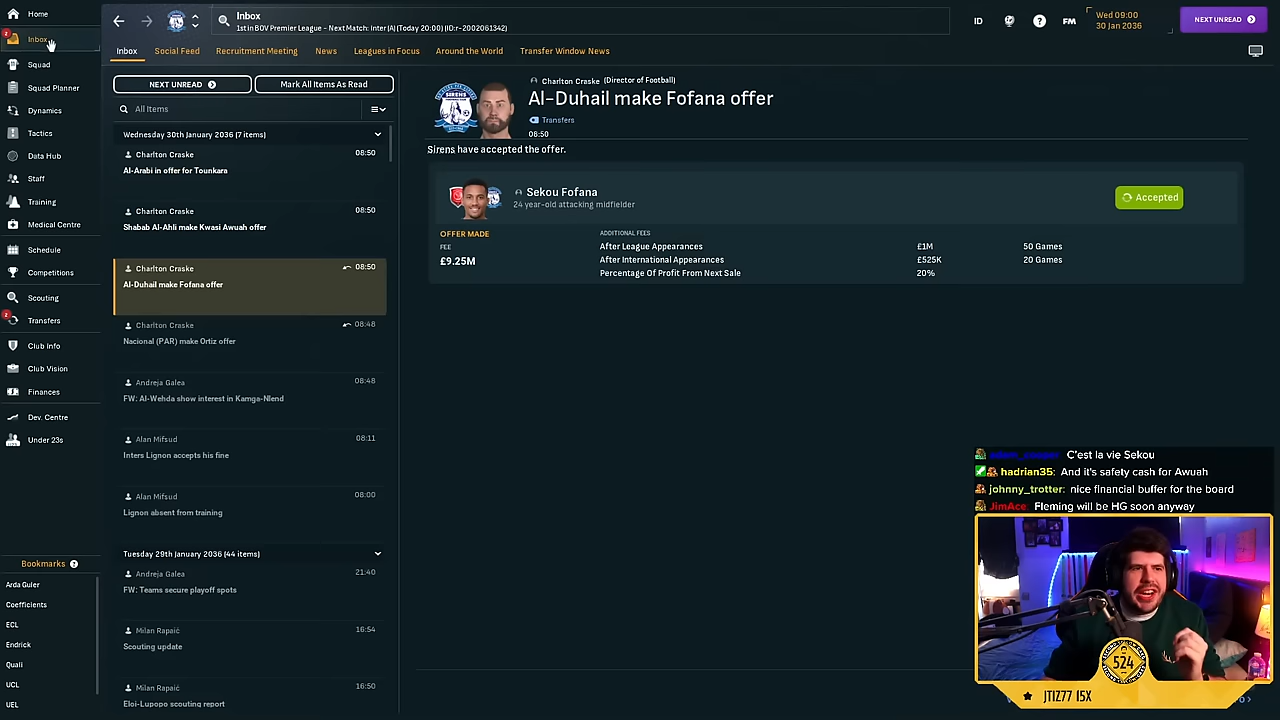 Home
Inbox
2
Squad
Squad Planner
Dynamics
Tactics
Data Hub
Staff
Training
Medical Centre
Schedule
Competitions
Scouting
2
Transfers
Club Info
Club Vision
Finances
Dev. Centre
Under 23s
Bookmarks
Arda Guler
Coefficients
ECL
Endrick
Quali
UCL
UEL
Inbox
1st in BOV Premier League - Next Match: Inter (A) (Today 20:00) (ID:r-2002061342)
ID
FM
Wed 09:00
30 Jan 2036
NEXT UNREAD
Inbox
Social Feed
Recruitment Meeting
News
Leagues in Focus
Around the World
Transfer Window News
NEXT UNREAD
Mark All Items As Read
All Items
Wednesday 30th January 2036 (7 items)
Charlton Craske 08:50
Al-Arabi in offer for Tounkara
Charlton Craske 08:50
Shabab Al-Ahli make Kwasi Awuah offer
Charlton Craske 08:50
Al-Duhail make Fofana offer
Charlton Craske 08:48
Nacional (PAR) make Ortiz offer
Andreja Galea 08:48
FW: Al-Wehda show interest in Kamga-Nlend
Alan Mifsud 08:11
Inters Lignon accepts his fine
Alan Mifsud 08:00
Lignon absent from training
Tuesday 29th January 2036 (44 items)
Andreja Galea 21:40
FW: Teams secure playoff spots
Milan Rapaić 16:54
Scouting update
Milan Rapaić 16:50
Eloi-Lupopo scouting report
SIRENS
Charlton Craske (Director of Football)
Al-Duhail make Fofana offer
Transfers
08:50
Sirens have accepted the offer.
Sekou Fofana
24 year-old attacking midfielder
Accepted
OFFER MADE
FEE
£9.25M
ADDITIONAL FEES
After League Appearances £1M 50 Games
After International Appearances £525K 20 Games
Percentage Of Profit From Next Sale 20%
C'est la vie Sekou
hadrian35: And it's safety cash for Awuah
johnny_trotter: nice financial buffer for the board
JimAce: Fleming will be HG soon anyway
524
JT1Z77 15X